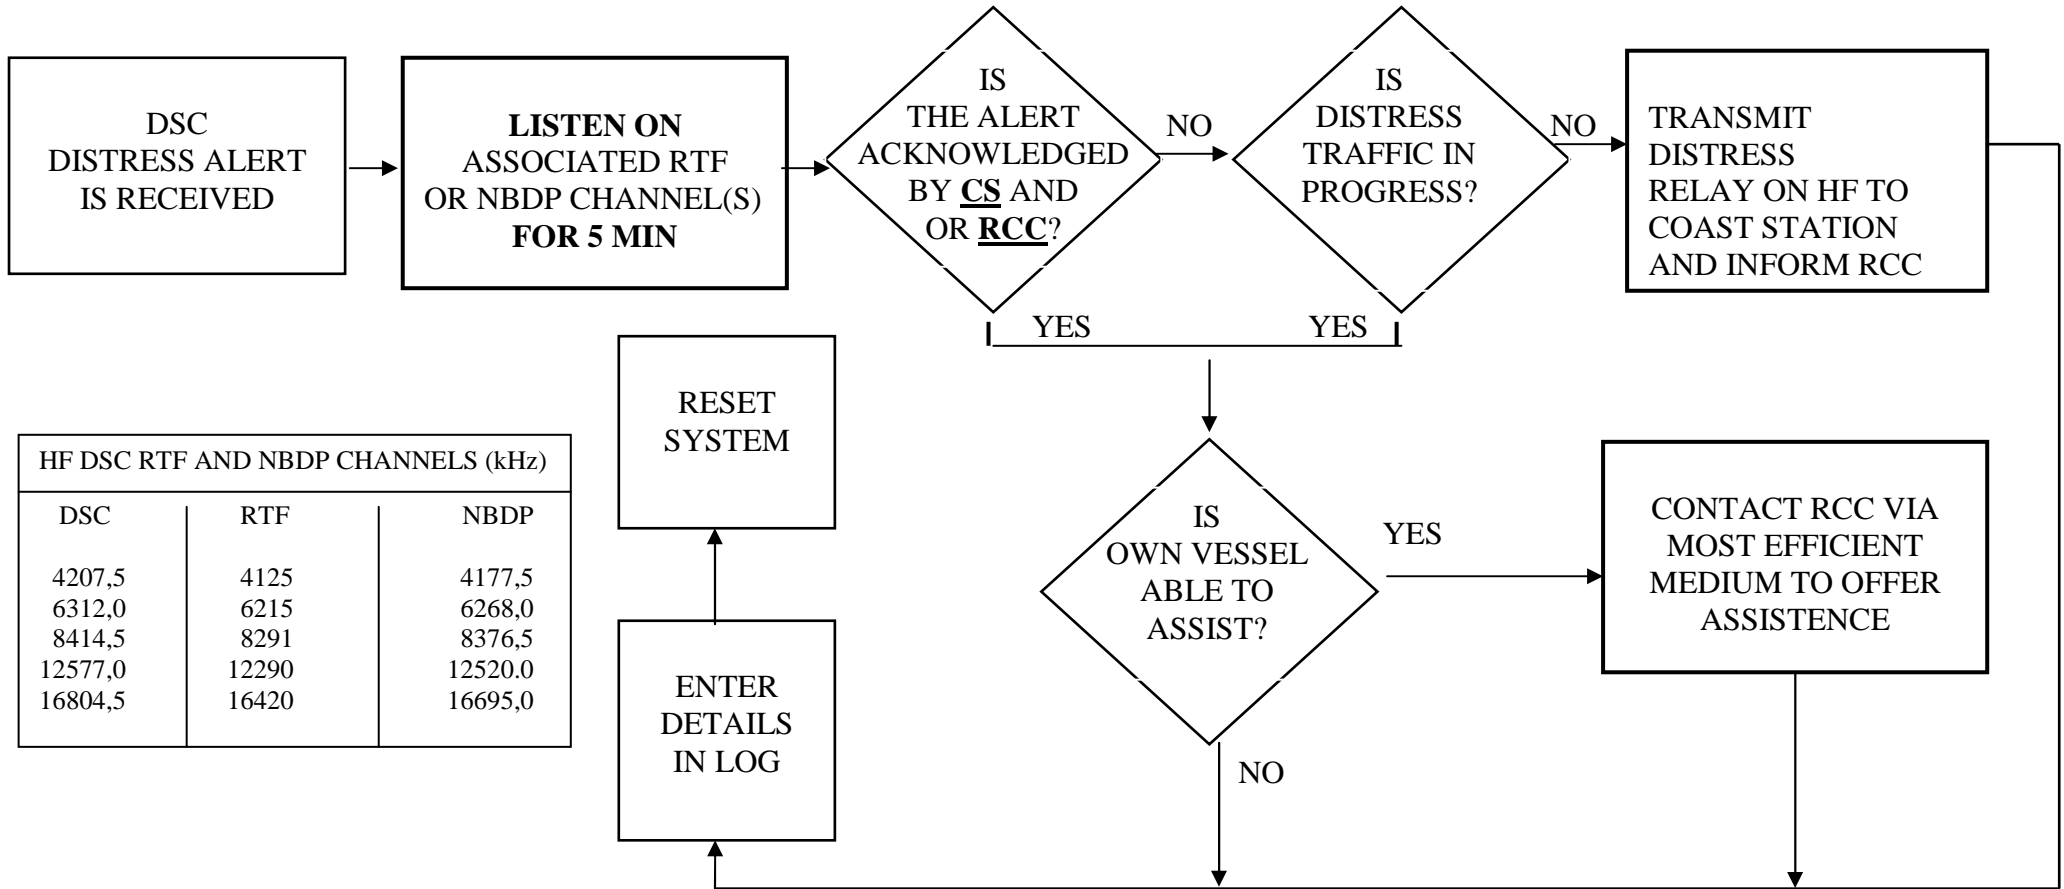 DSC
DISTRESS ALERT
IS RECEIVED
LISTEN ON
ASSOCIATED RTF
OR NBDP CHANNEL(S)
FOR 5 MIN
IS
THE ALERT
ACKNOWLEDGED
BY CS AND
OR RCC?
NO
IS
DISTRESS
TRAFFIC IN
PROGRESS?
NO
TRANSMIT
DISTRESS
RELAY ON HF TO
COAST STATION
AND INFORM RCC
YES
YES
RESET
SYSTEM
HF DSC RTF AND NBDP CHANNELS (kHz)
DSC RTF NBDP
4207,5 4125 4177,5
6312,0 6215 6268,0
8414,5 8291 8376,5
12577,0 12290 12520.0
16804,5 16420 16695,0
IS
OWN VESSEL
ABLE TO
ASSIST?
YES
CONTACT RCC VIA
MOST EFFICIENT
MEDIUM TO OFFER
ASSISTENCE
ENTER
DETAILS
IN LOG
NO